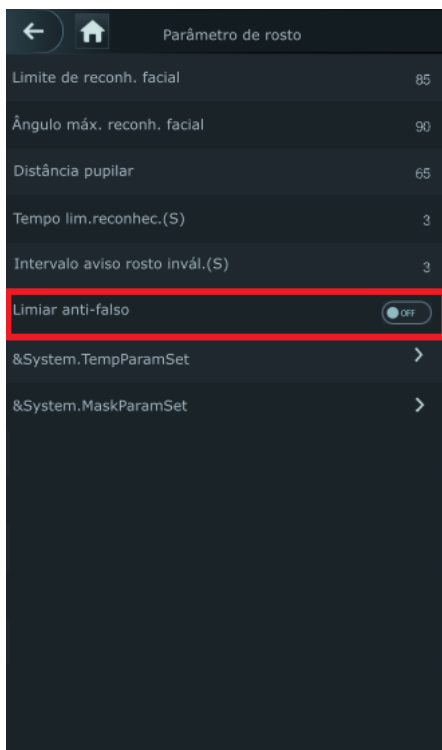 Parâmetro de rosto
Limite de reconh. facial 85
Ângulo máx. reconh. facial 90
Distância pupilar 65
Tempo lim.reconhec.(S) 3
Intervalo aviso rosto invál.(S) 3
Limiar anti-falso OFF
&System.TempParamSet
&System.MaskParamSet